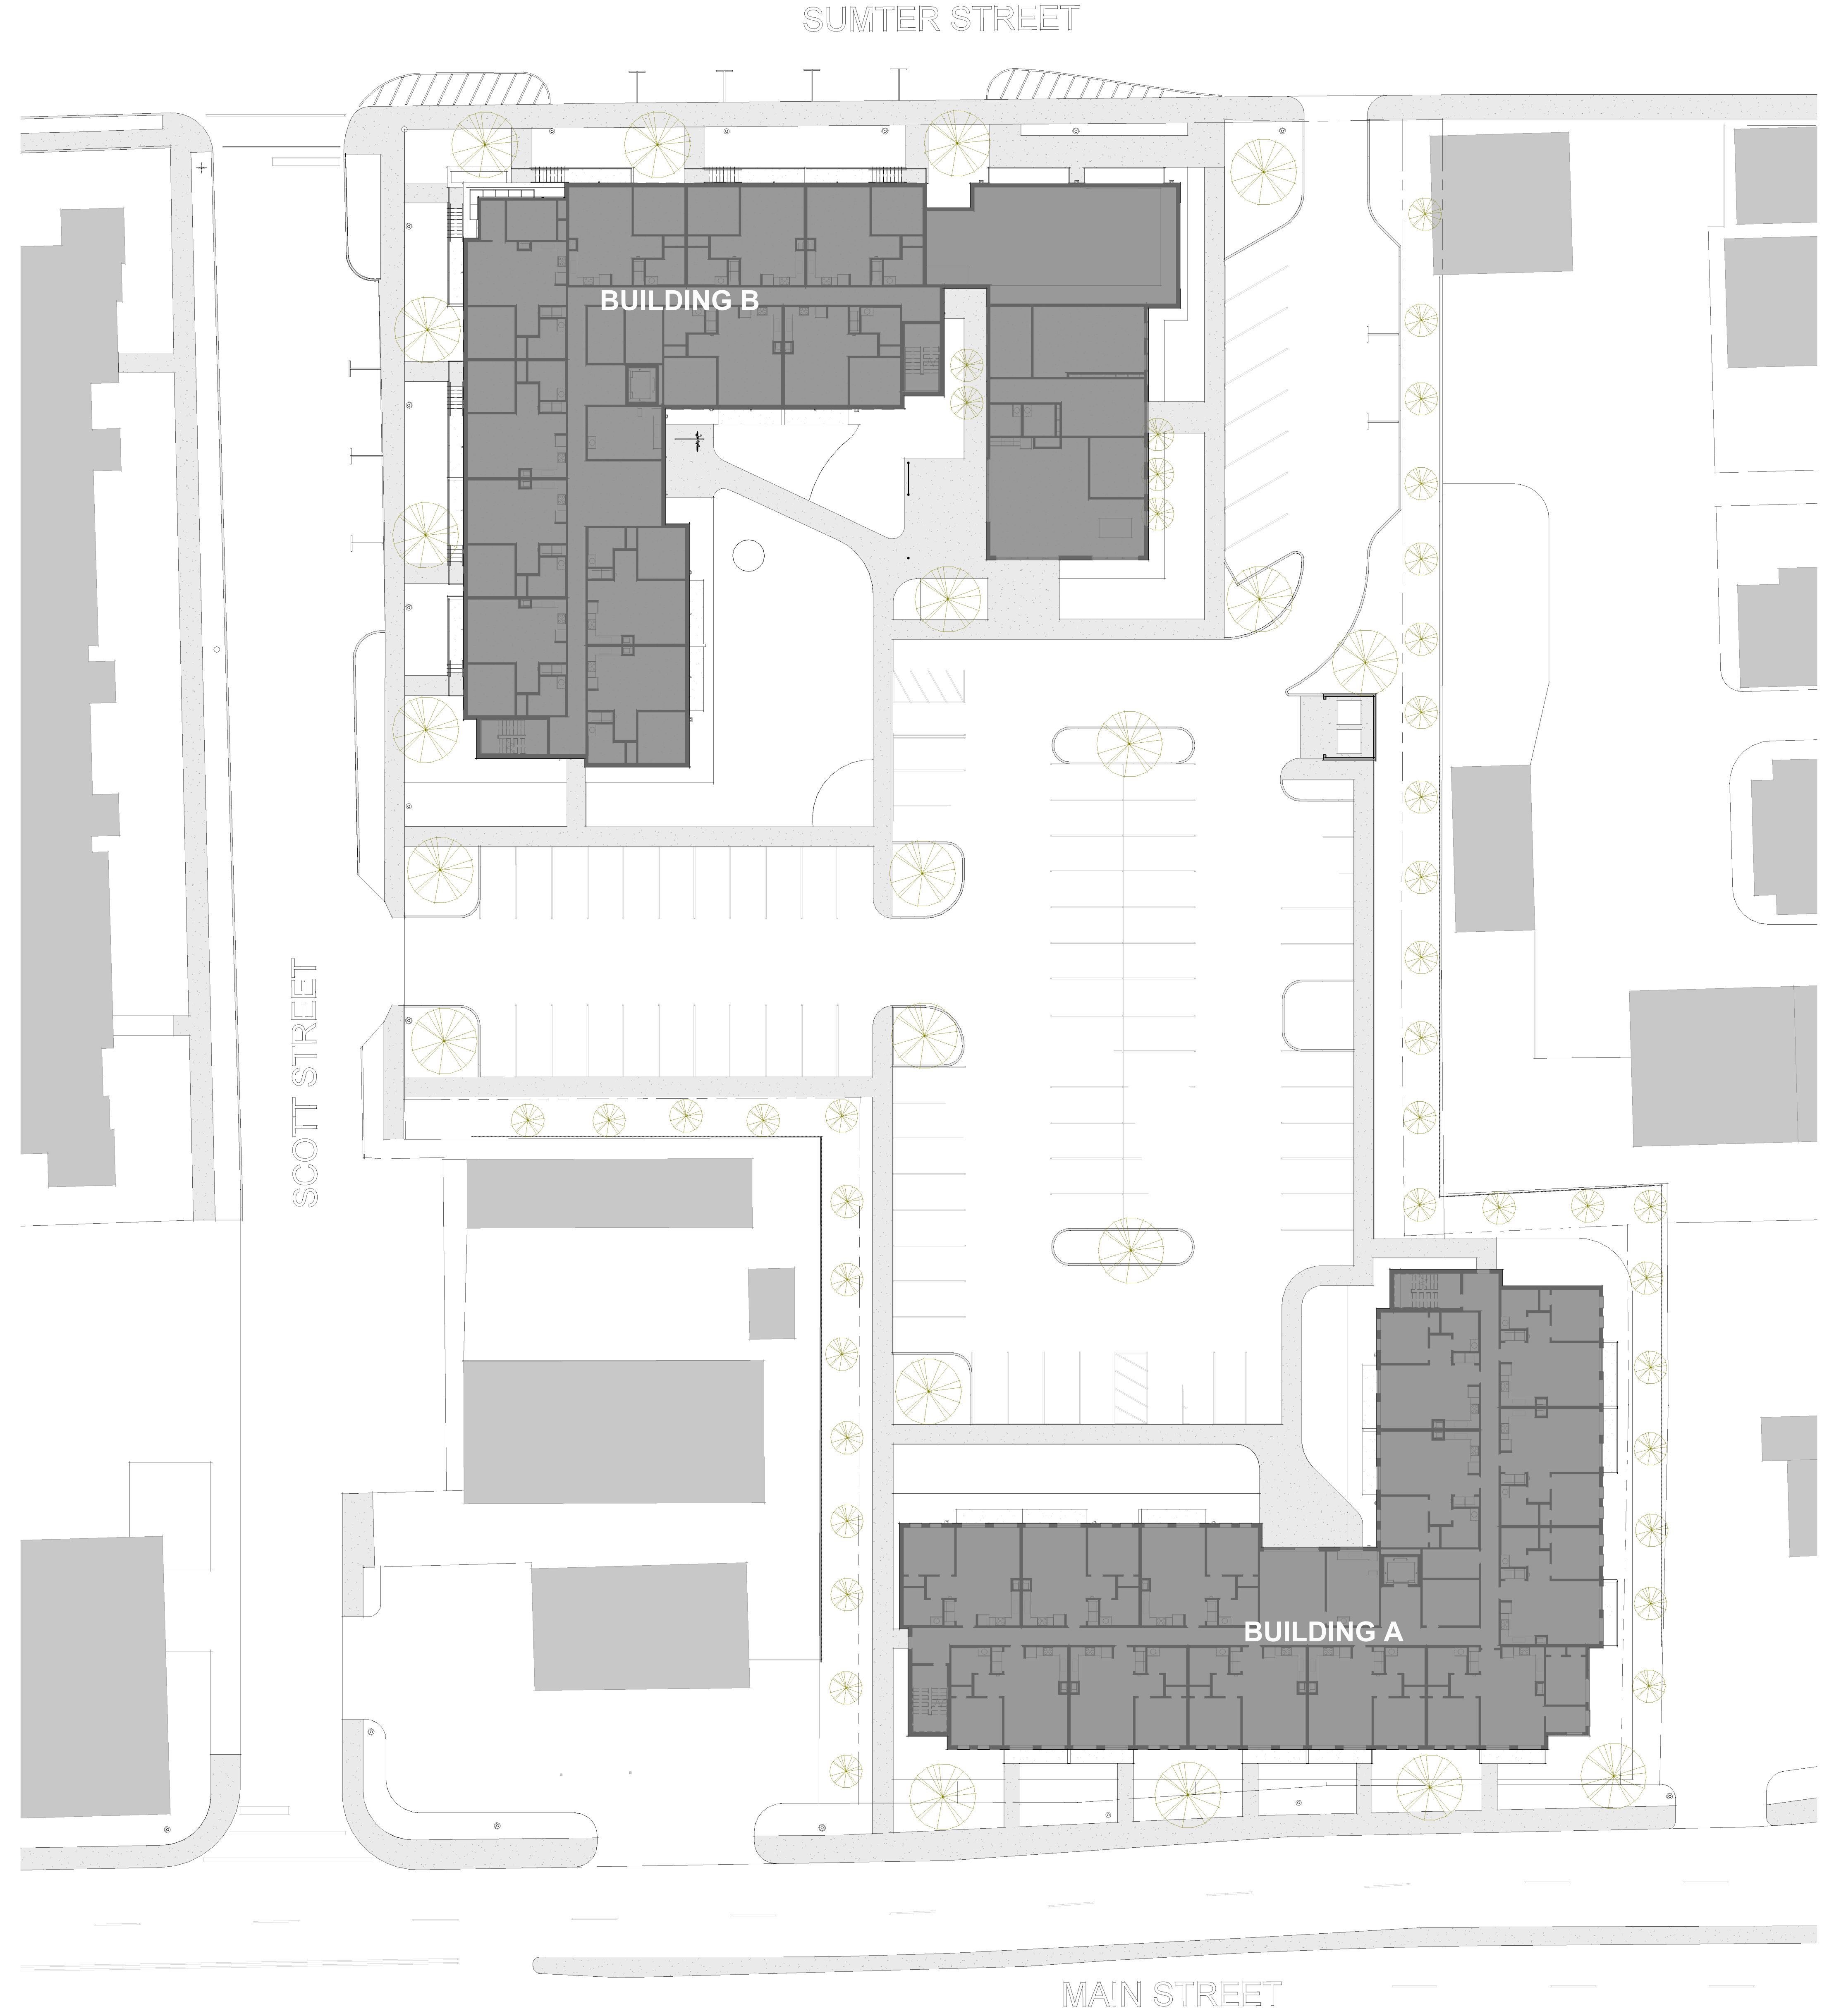 SUMTER STREET
BUILDING B
SCOTT STREET
BUILDING A
MAIN STREET